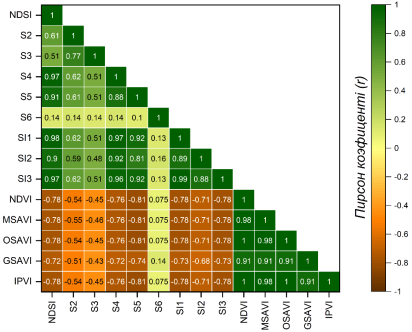 NDSI 1
S2 0.61 1
S3 0.51 0.77 1
S4 0.97 0.62 0.51 1
S5 0.91 0.61 0.51 0.88 1
S6 0.14 0.14 0.14 0.14 0.1 1
SI1 0.98 0.62 0.51 0.97 0.92 0.13 1
SI2 0.9 0.59 0.48 0.92 0.81 0.16 0.89 1
SI3 0.97 0.62 0.51 0.96 0.92 0.13 0.99 0.88 1
NDVI -0.78 -0.54 -0.45 -0.76 -0.81 0.075 -0.78 -0.71 -0.78 1
MSAVI -0.78 -0.55 -0.46 -0.76 -0.81 0.075 -0.78 -0.71 -0.78 0.98 1
OSAVI -0.78 -0.54 -0.45 -0.76 -0.81 0.075 -0.78 -0.71 -0.78 1 0.98 1
GSAVI -0.72 -0.51 -0.43 -0.72 -0.74 0.14 -0.73 -0.68 -0.73 0.91 0.91 0.91 1
IPVI -0.78 -0.54 -0.45 -0.76 -0.81 0.075 -0.78 -0.71 -0.78 1 0.98 1 0.91 1
NDSI S2 S3 S4 S5 S6 SI1 SI2 SI3 NDVI MSAVI OSAVI GSAVI IPVI
1
0.8
0.6
0.4
0.2
0
-0.2
-0.4
-0.6
-0.8
-1
Пирсон коэфициенті (r)